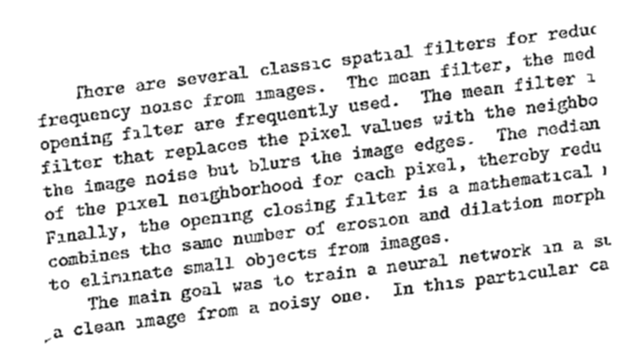 There are several classic spatial filters for reduc
frequency noise from images. The mean filter, the med
opening filter are frequently used. The mean filter i
filter that replaces the pixel values with the neighbo
the image noise but blurs the image edges. The median
of the pixel neighborhood for each pixel, thereby redu
Finally, the opening closing filter is a mathematical
combines the same number of erosion and dilation morph
to eliminate small objects from images.
The main goal was to train a neural network in a su
a clean image from a noisy one. In this particular ca